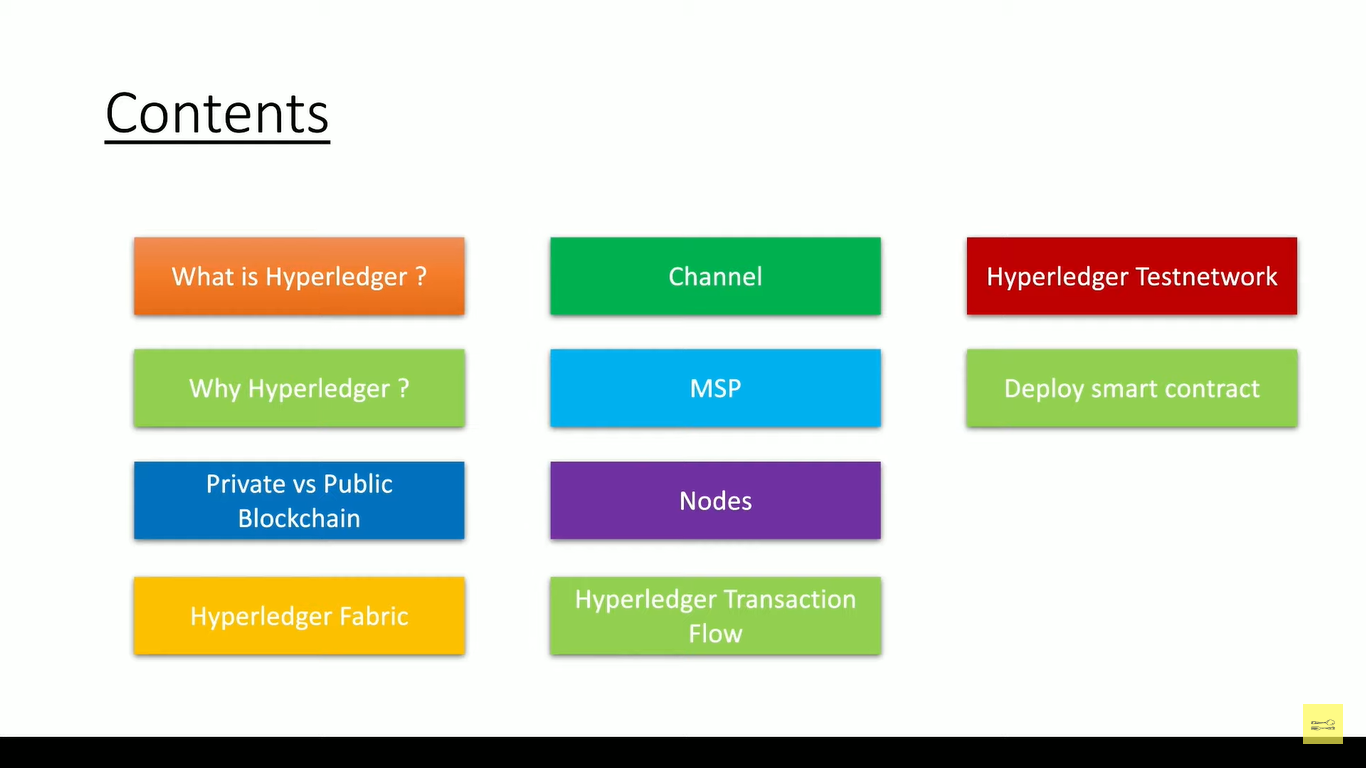 Contents
What is Hyperledger ?
Why Hyperledger ?
Private vs Public
Blockchain
Hyperledger Fabric
Channel
MSP
Nodes
Hyperledger Transaction
Flow
Hyperledger Testnetwork
Deploy smart contract